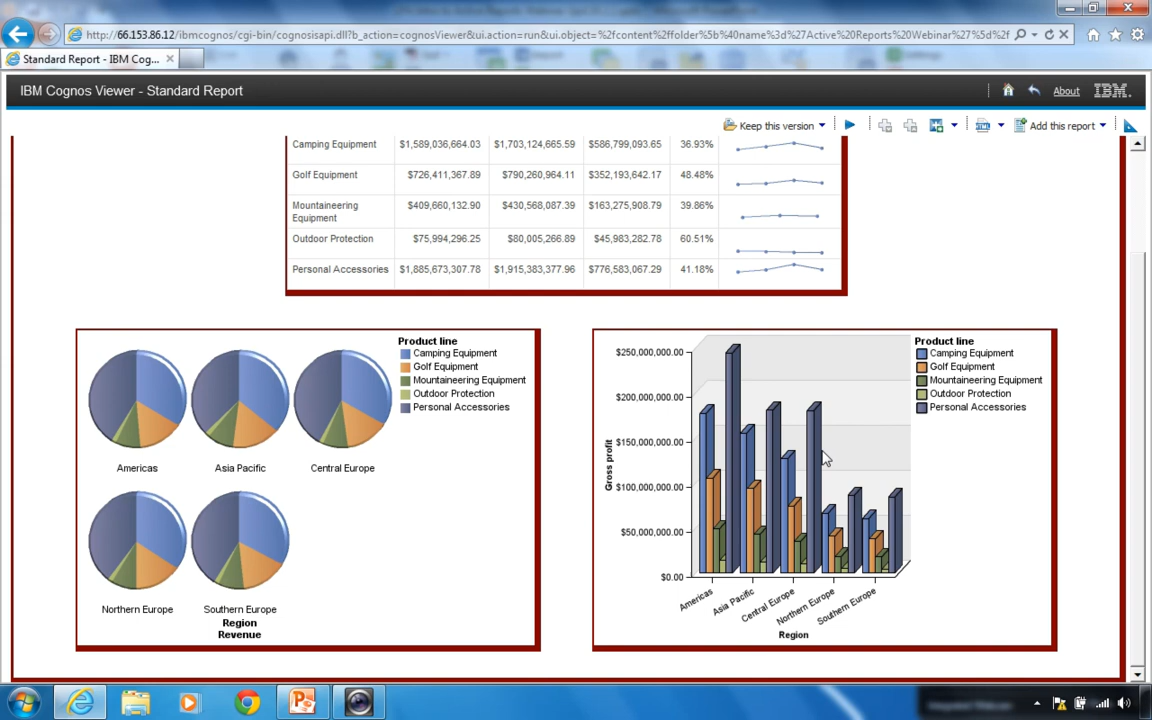 http://66.153.86.12/ibmcognos/cgi-bin/cognosisapi.dll?b_action=cognosViewer&ui.action=run&ui.object=%2fcontent%2ffolder%5b%40name%3d%27Active%20Reports%20Webinar%27%5d%2f
Standard Report - IBM Cog...
IBM Cognos Viewer - Standard Report
About
IBM.
Keep this version
Add this report
Camping Equipment $1,589,036,664.03 $1,703,124,665.59 $586,799,093.65 36.93%
Golf Equipment $726,411,367.89 $790,260,964.11 $352,193,642.17 48.48%
Mountaineering Equipment $409,660,132.90 $430,568,087.39 $163,275,908.79 39.86%
Outdoor Protection $75,994,296.25 $80,005,266.89 $45,983,282.78 60.51%
Personal Accessories $1,885,673,307.78 $1,915,383,377.96 $776,583,067.29 41.18%
Product line
Camping Equipment
Golf Equipment
Mountaineering Equipment
Outdoor Protection
Personal Accessories
Americas
Asia Pacific
Central Europe
Northern Europe
Southern Europe
Region
Revenue
Product line
Camping Equipment
Golf Equipment
Mountaineering Equipment
Outdoor Protection
Personal Accessories
Gross profit
$250,000,000.00
$200,000,000.00
$150,000,000.00
$100,000,000.00
$50,000,000.00
$0.00
Americas
Asia Pacific
Central Europe
Northern Europe
Southern Europe
Region